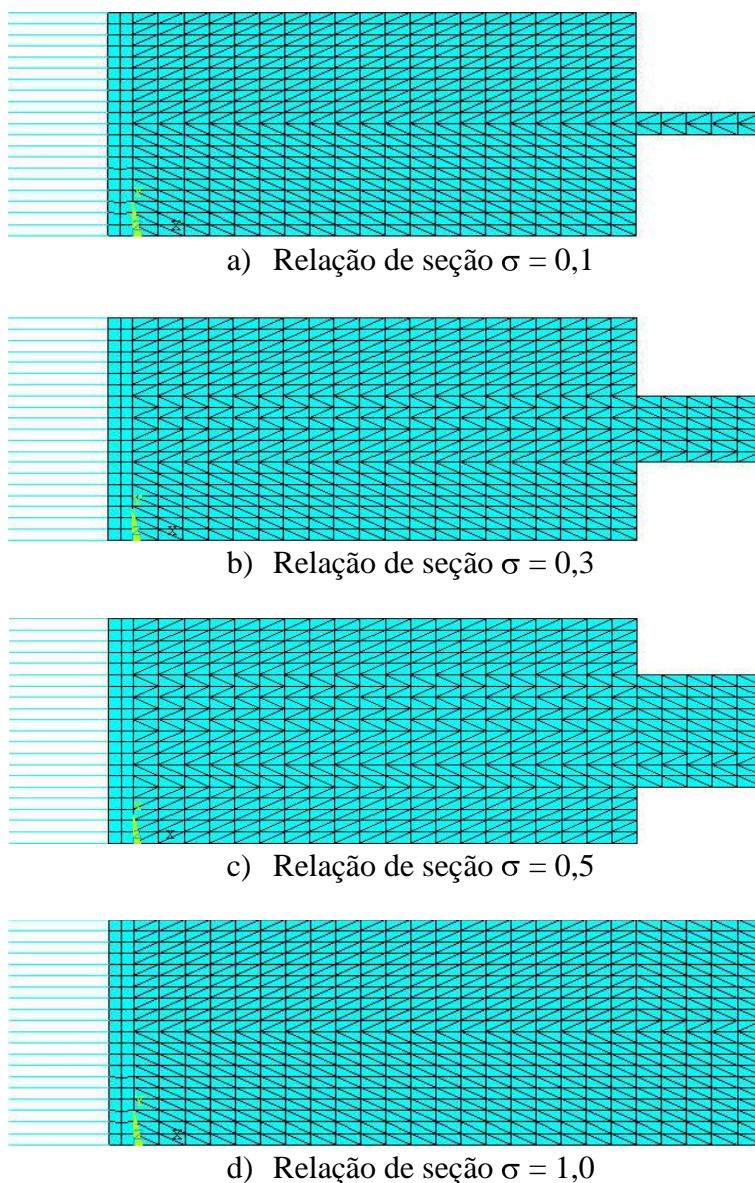 a) Relação de seção σ = 0,1
b) Relação de seção σ = 0,3
c) Relação de seção σ = 0,5
d) Relação de seção σ = 1,0